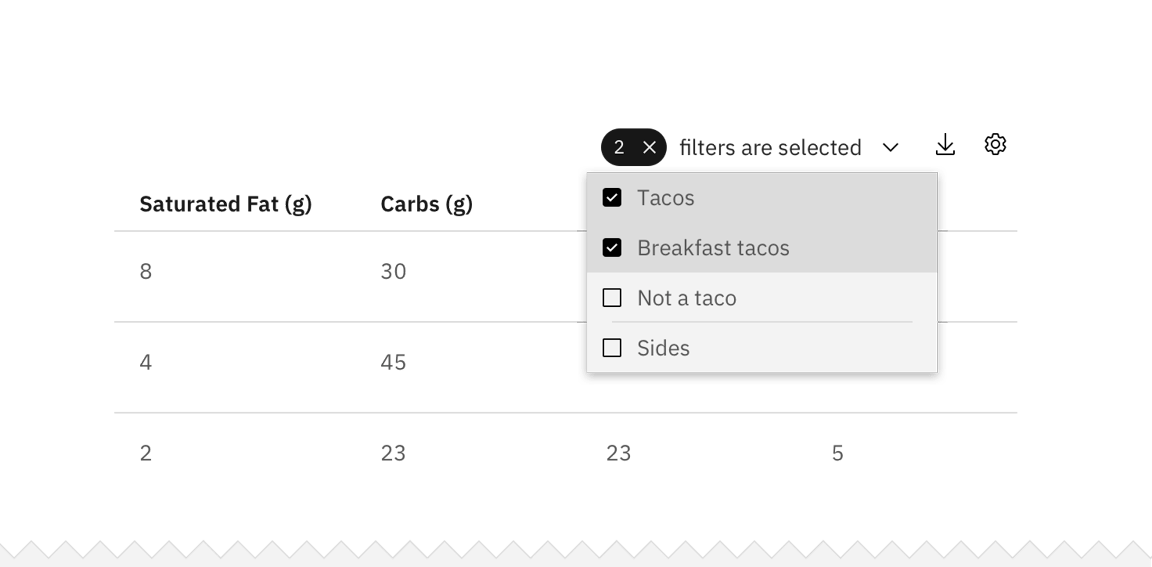 2 filters are selected
Saturated Fat (g) Carbs (g)
Tacos
Breakfast tacos
Not a taco
Sides
8 30
4 45
2 23 23 5